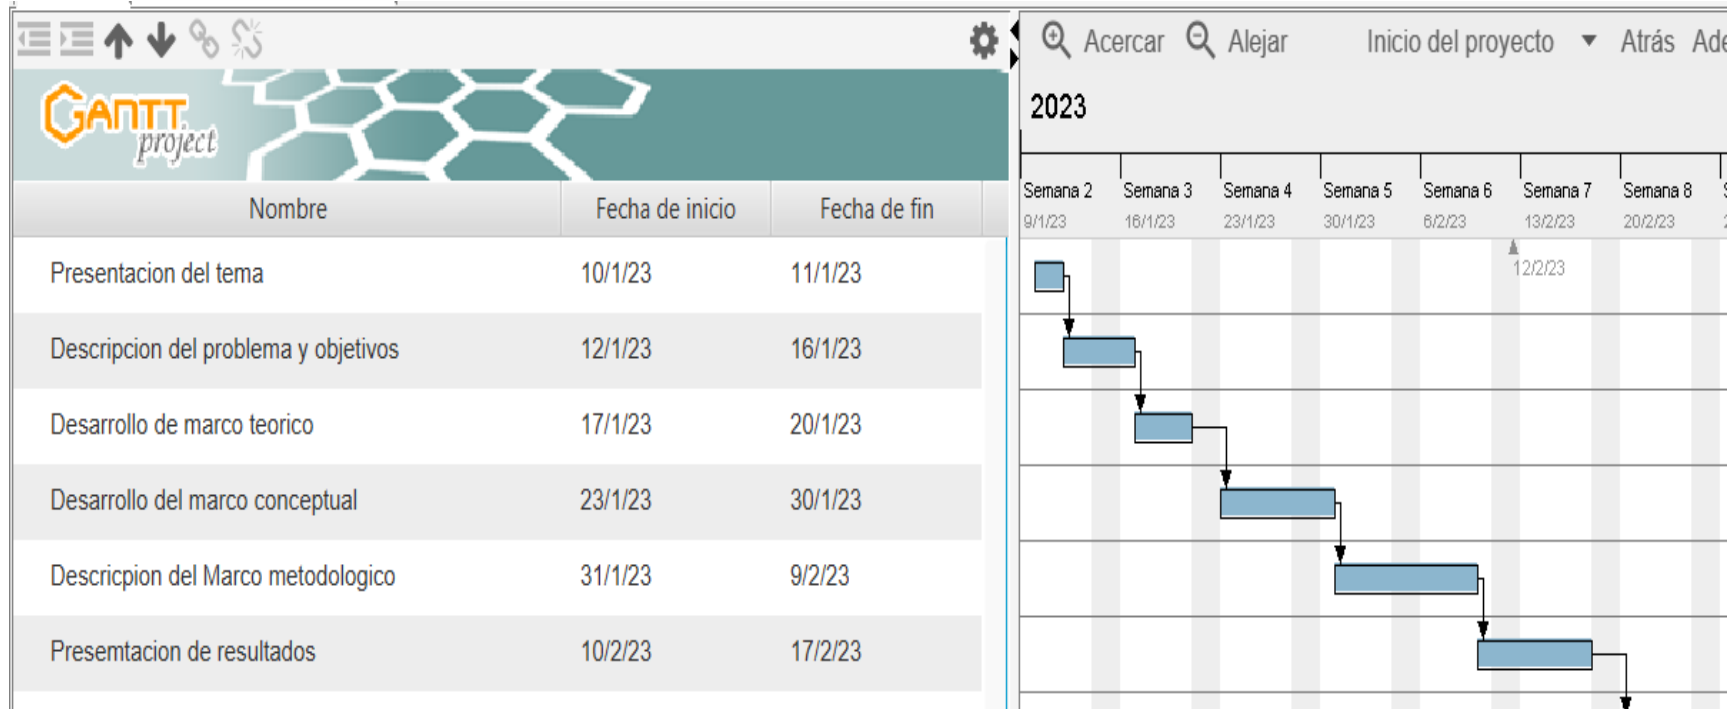 Acercar Alejar Inicio del proyecto Atrás Ade
GANTT
project
2023
Semana 2 Semana 3 Semana 4 Semana 5 Semana 6 Semana 7 Semana 8
9/1/23 16/1/23 23/1/23 30/1/23 6/2/23 13/2/23 20/2/23
12/2/23
Nombre Fecha de inicio Fecha de fin
Presentacion del tema 10/1/23 11/1/23
Descripcion del problema y objetivos 12/1/23 16/1/23
Desarrollo de marco teorico 17/1/23 20/1/23
Desarrollo del marco conceptual 23/1/23 30/1/23
Descricpion del Marco metodologico 31/1/23 9/2/23
Presemtacion de resultados 10/2/23 17/2/23